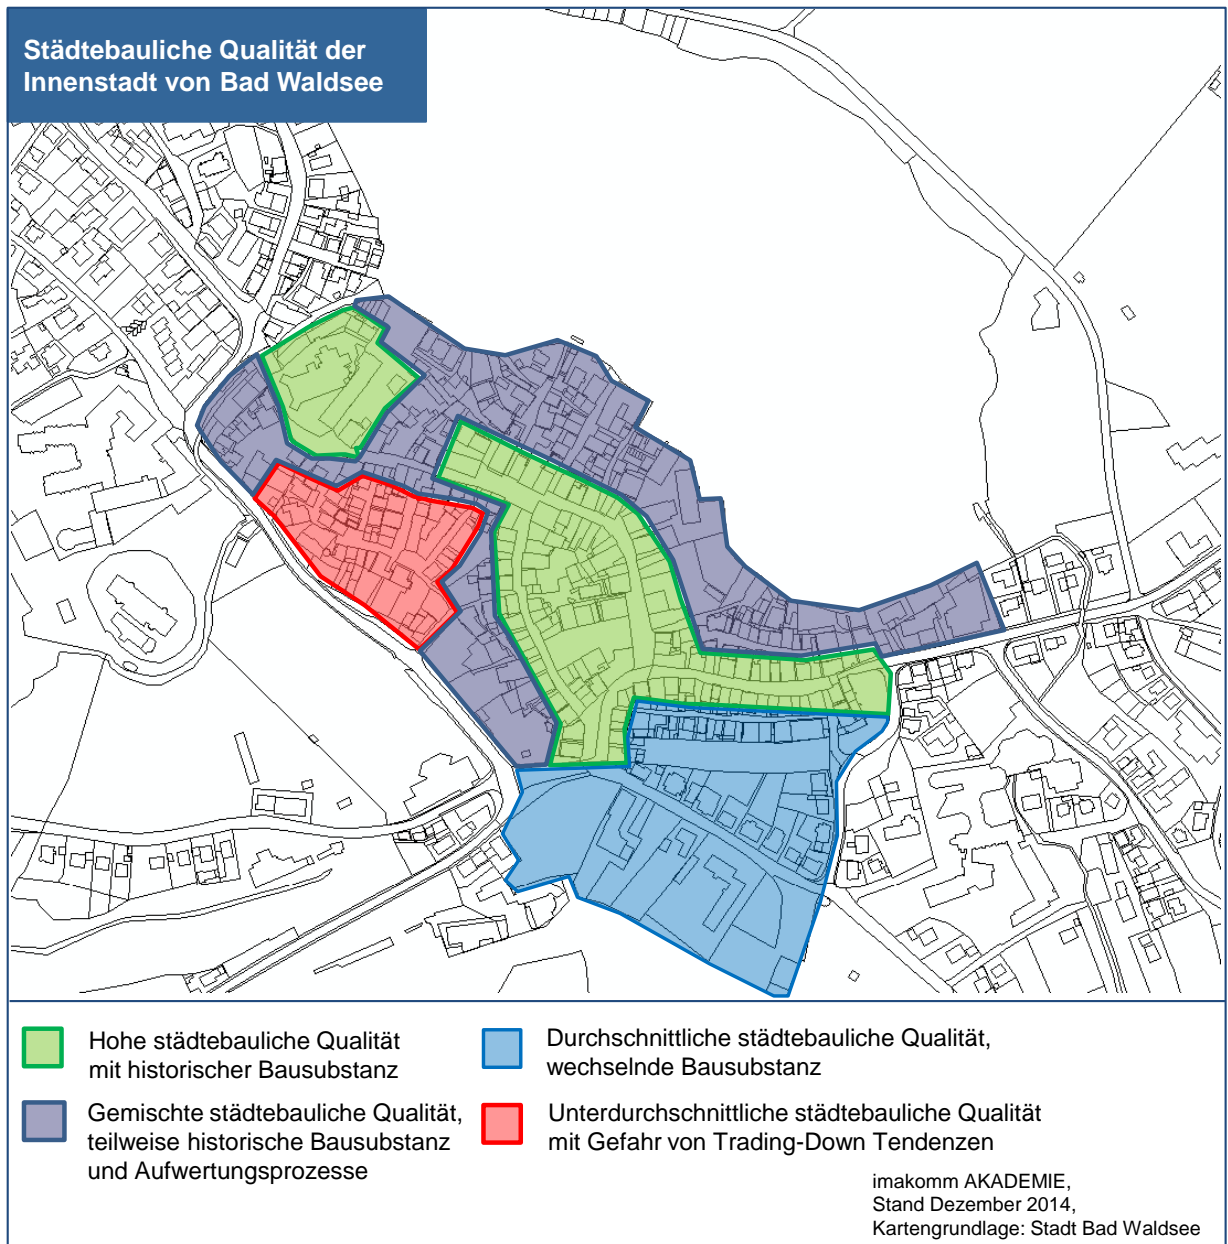 Städtebauliche Qualität der
Innenstadt von Bad Waldsee
Hohe städtebauliche Qualität
mit historischer Bausubstanz
Gemischte städtebauliche Qualität,
teilweise historische Bausubstanz
und Aufwertungsprozesse
Durchschnittliche städtebauliche Qualität,
wechselnde Bausubstanz
Unterdurchschnittliche städtebauliche Qualität
mit Gefahr von Trading-Down Tendenzen
imakomm AKADEMIE,
Stand Dezember 2014,
Kartengrundlage: Stadt Bad Waldsee